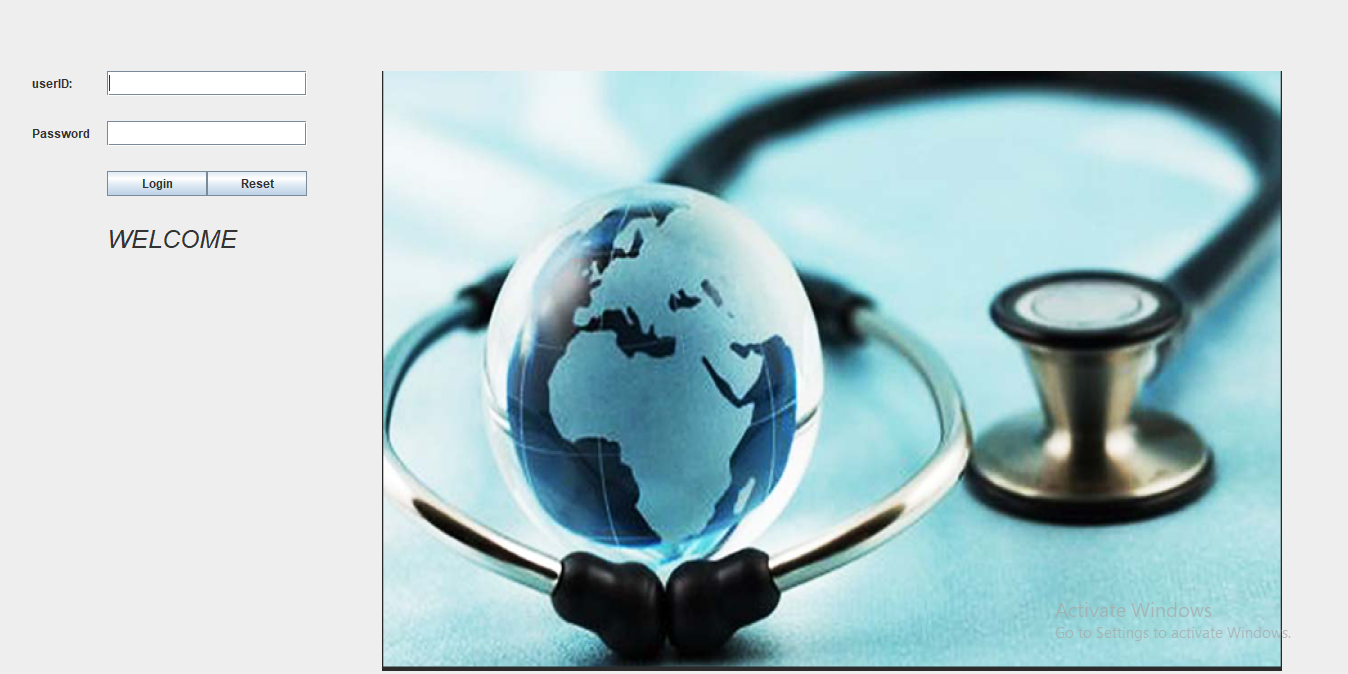 userID:
Password
Login Reset
WELCOME
Activate Windows
Go to Settings to activate Windows.